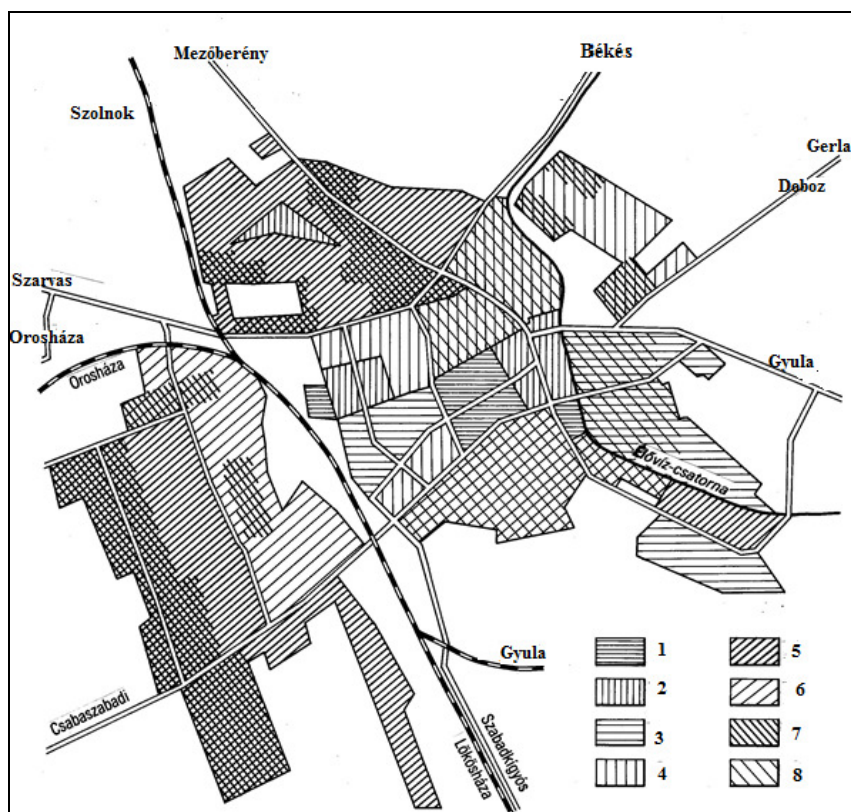 Mezőberény
Békés
Szolnok
Gerla
Doboz
Szarvas
Orosháza
Orosháza
Gyula
Élővíz-csatorna
Gyula
Csabaszabadi
Szabadkígyós
Lökösháza
1
2
3
4
5
6
7
8